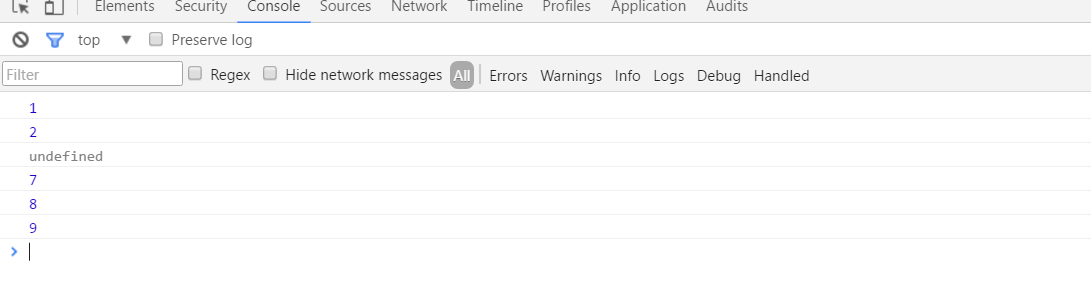 Elements Security Console Sources Network Timeline Profiles Application Audits
top ▼ Preserve log
Filter Regex Hide network messages All Errors Warnings Info Logs Debug Handled
1
2
undefined
7
8
9
>